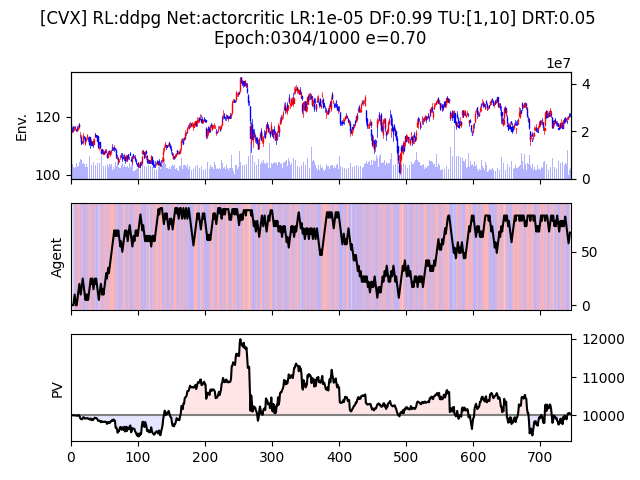 [CVX] RL:ddpg Net:actorcritic LR:1e-05 DF:0.99 TU:[1,10] DRT:0.05
Epoch:0304/1000 e=0.70
1e7
Env.
120
100
4
2
0
Agent
50
0
PV
12000
11000
10000
0 100 200 300 400 500 600 700